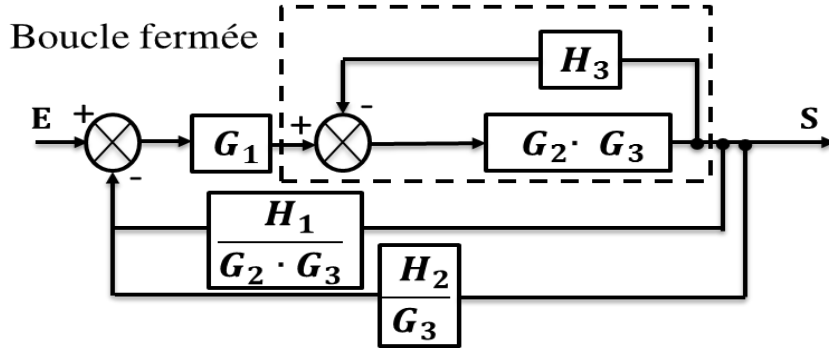 Boucle fermée
H₃
-
E + G₁ + G₂ · G₃ S
-
H₁
G₂ · G₃
H₂
G₃